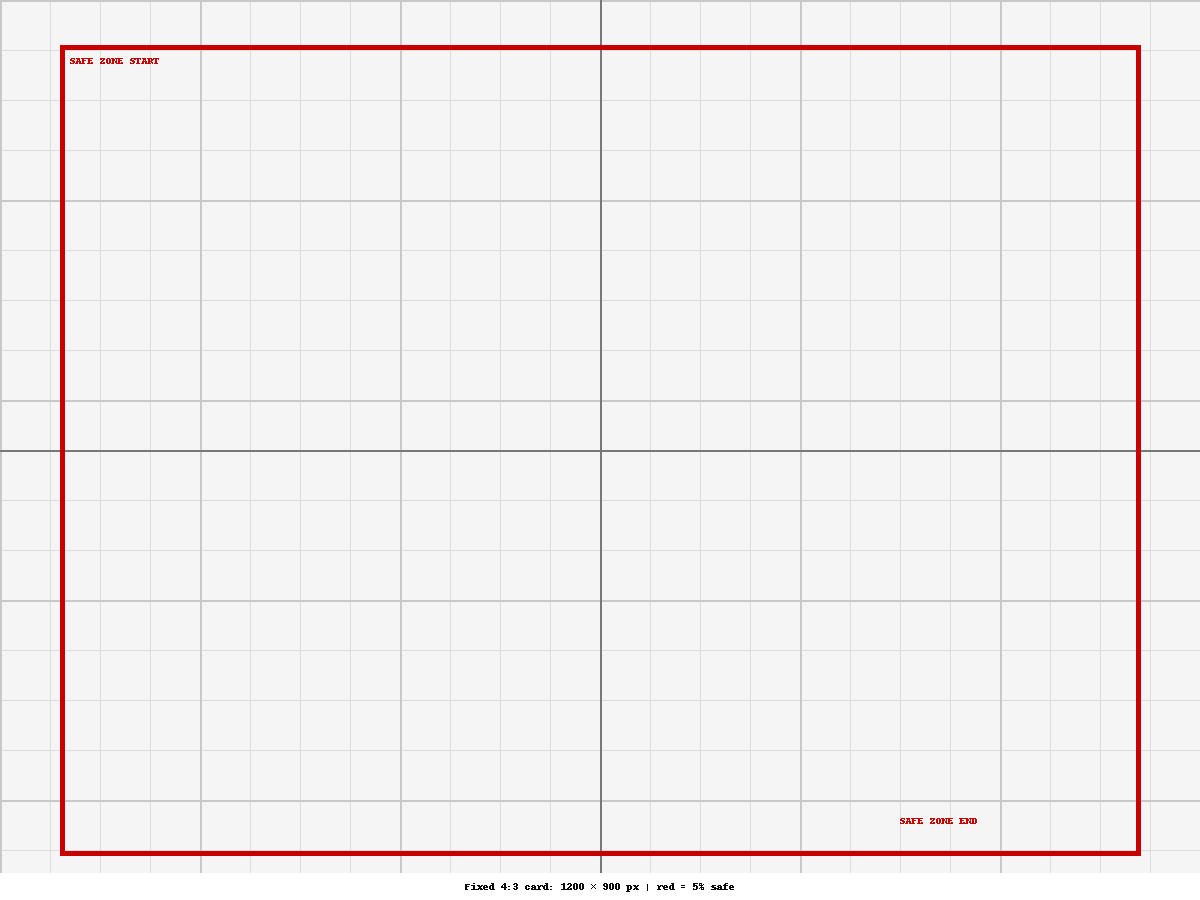 SAFE ZONE START
SAFE ZONE END
Fixed 4:3 card: 1200 × 900 px | red = 5% safe